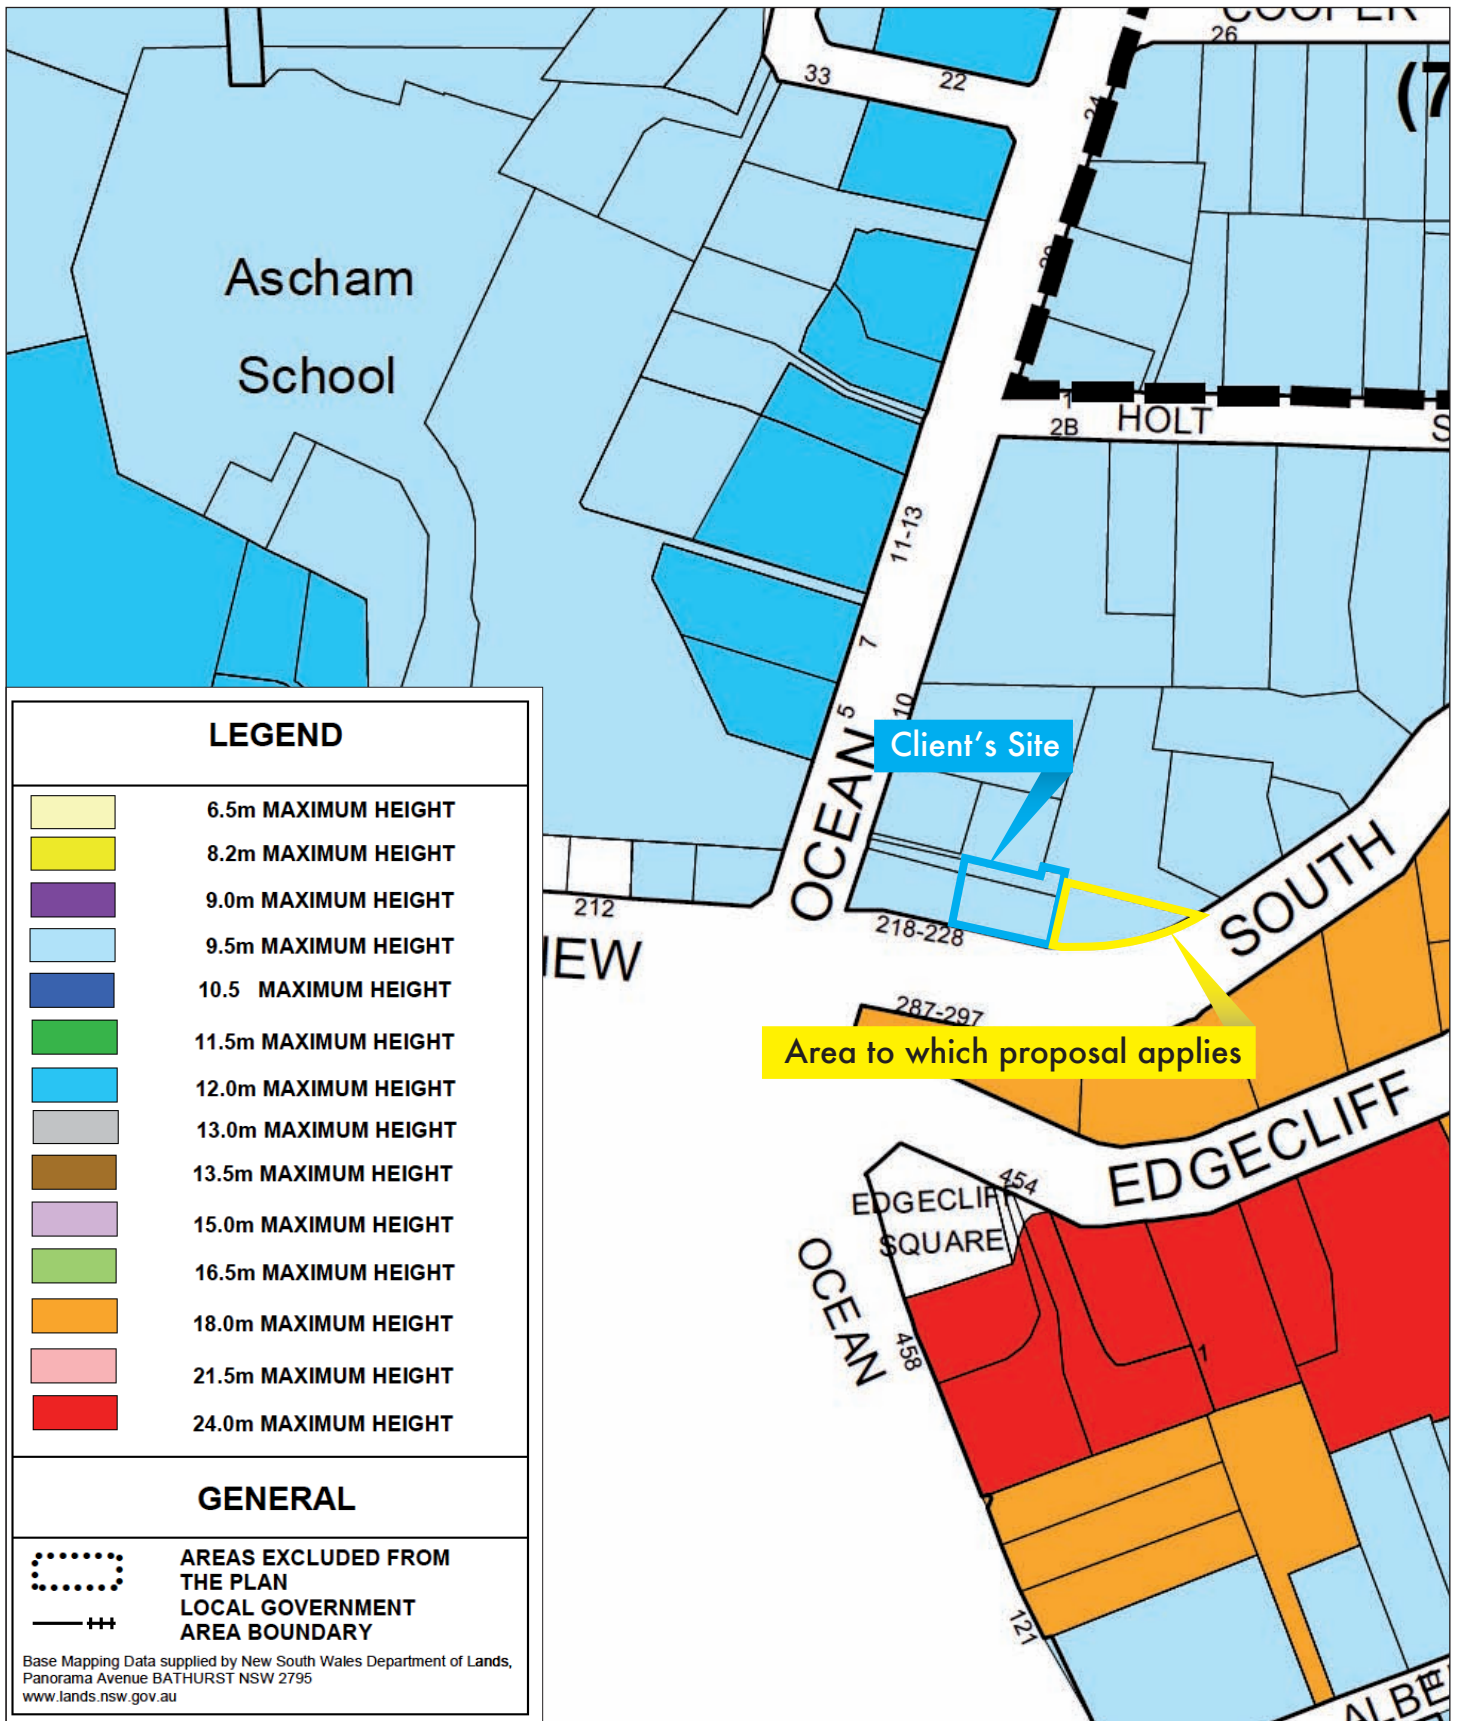 COOPER
26
(7
33
22
24
Ascham
School
1
2B
HOLT
S
11-13
7
5
10
OCEAN
Client's Site
SOUTH
212
218-228
IEW
287-297
Area to which proposal applies
EDGECLIFF
454
EDGECLIFF
SQUARE
OCEAN
458
1
121
ALBE
LEGEND
6.5m MAXIMUM HEIGHT
8.2m MAXIMUM HEIGHT
9.0m MAXIMUM HEIGHT
9.5m MAXIMUM HEIGHT
10.5 MAXIMUM HEIGHT
11.5m MAXIMUM HEIGHT
12.0m MAXIMUM HEIGHT
13.0m MAXIMUM HEIGHT
13.5m MAXIMUM HEIGHT
15.0m MAXIMUM HEIGHT
16.5m MAXIMUM HEIGHT
18.0m MAXIMUM HEIGHT
21.5m MAXIMUM HEIGHT
24.0m MAXIMUM HEIGHT
GENERAL
AREAS EXCLUDED FROM
THE PLAN
LOCAL GOVERNMENT
AREA BOUNDARY
Base Mapping Data supplied by New South Wales Department of Lands,
Panorama Avenue BATHURST NSW 2795
www.lands.nsw.gov.au